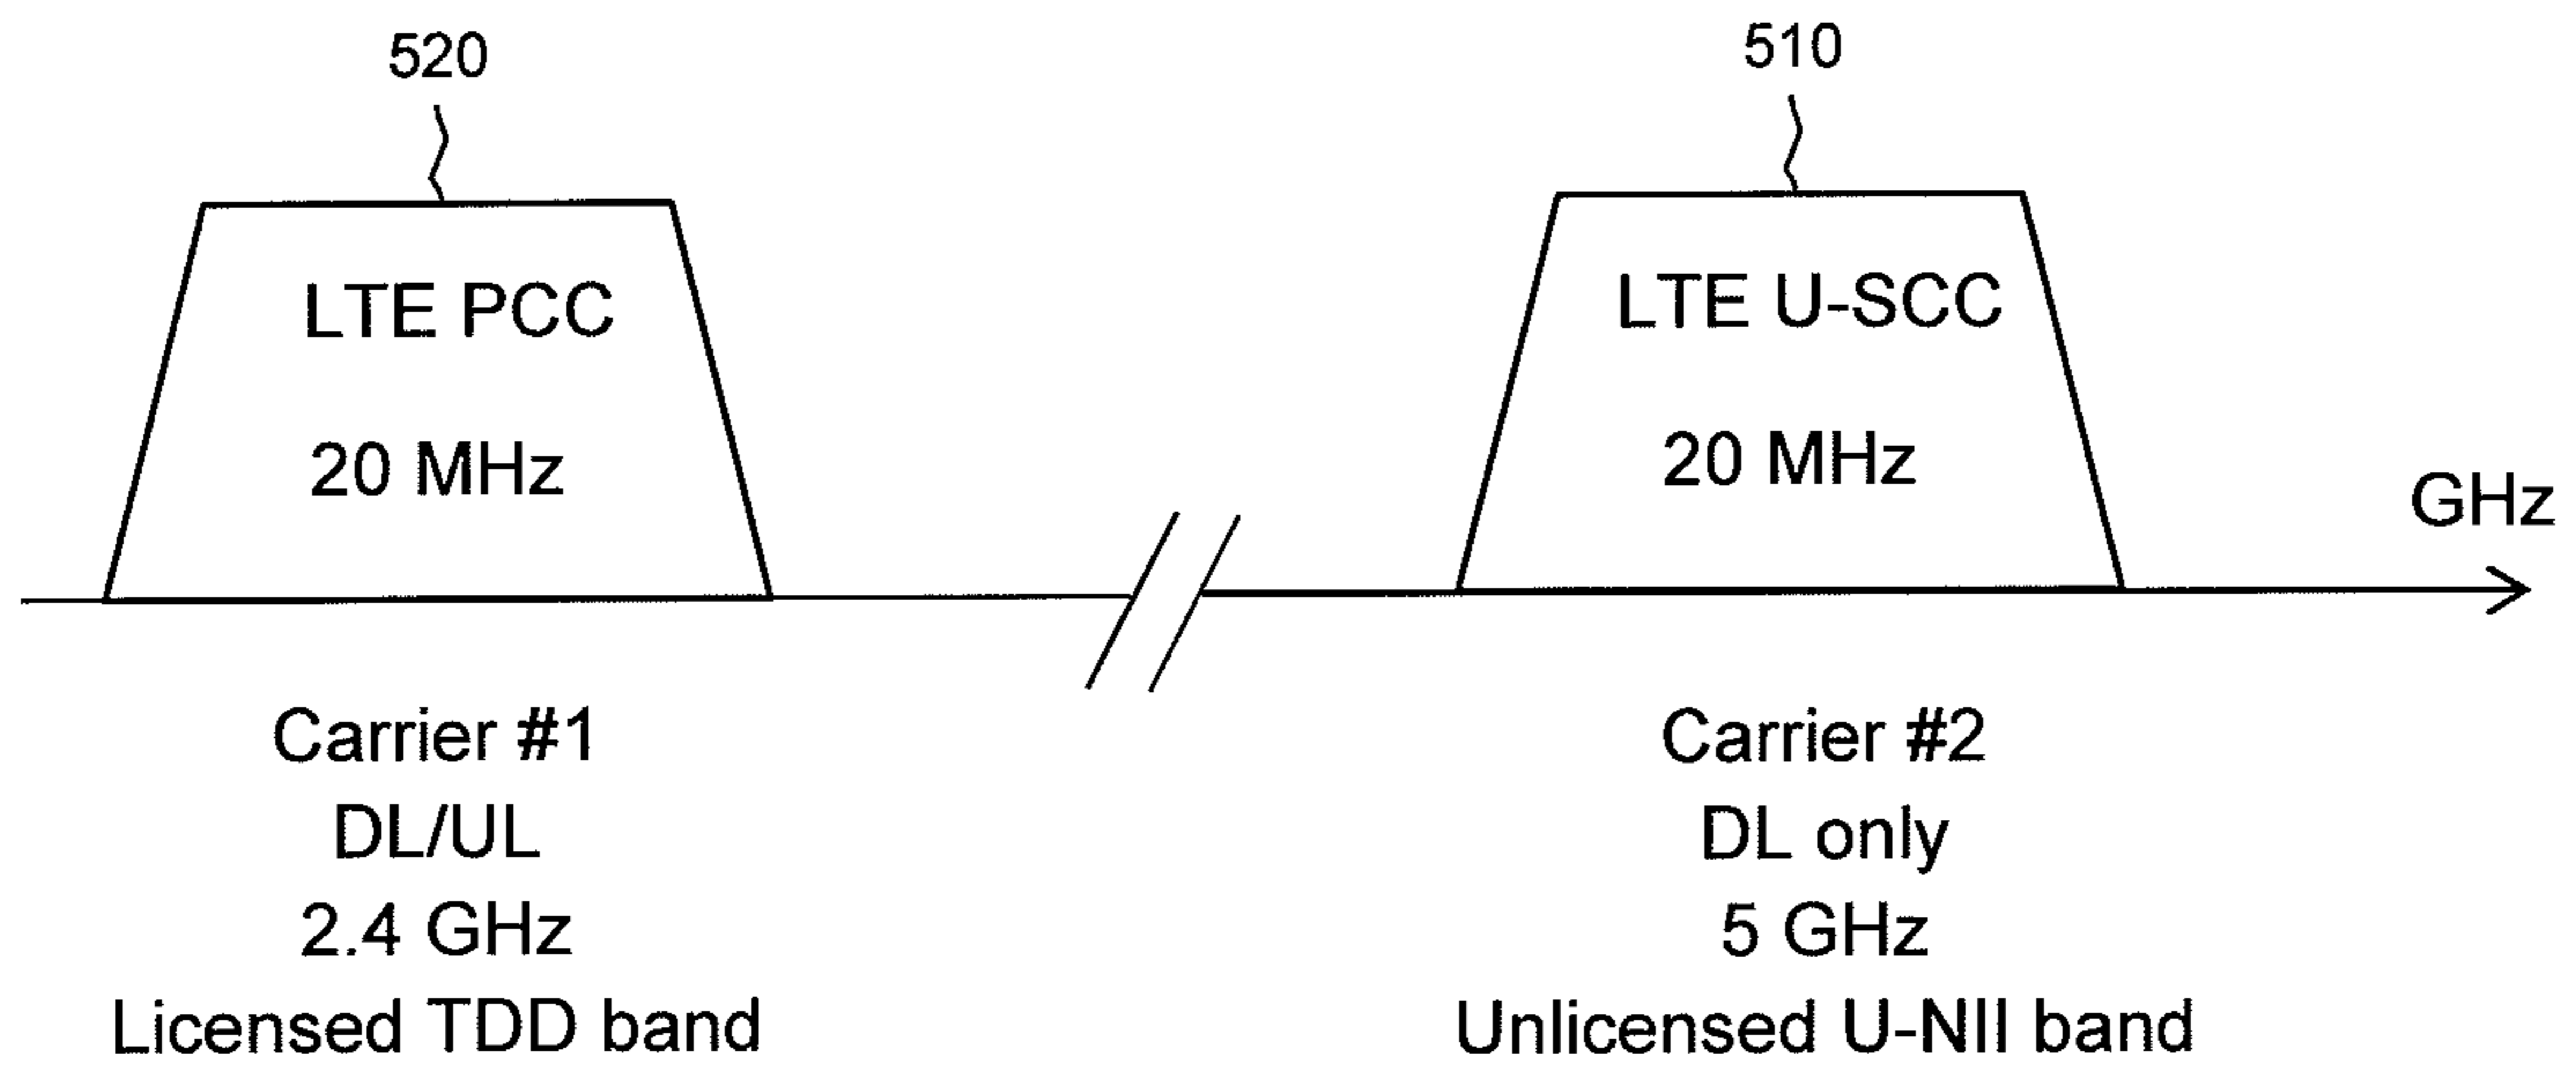 520
510
LTE PCC
20 MHz
LTE U-SCC
20 MHz
GHz
Carrier #1
DL/UL
2.4 GHz
Licensed TDD band
Carrier #2
DL only
5 GHz
Unlicensed U-NII band